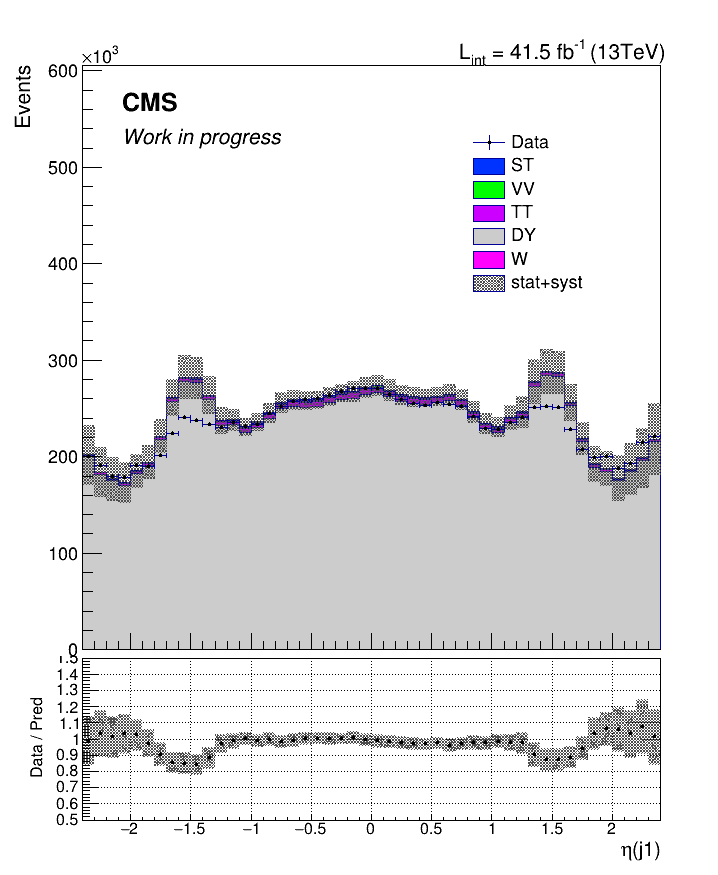 ×10³
L_int = 41.5 fb⁻¹ (13TeV)
Events
600
500
400
300
200
100
0
CMS
Work in progress
Data
ST
VV
TT
DY
W
stat+syst
Data / Pred
1.5
1.4
1.3
1.2
1.1
1
0.9
0.8
0.7
0.6
0.5
−2 −1.5 −1 −0.5 0 0.5 1 1.5 2
η(j1)